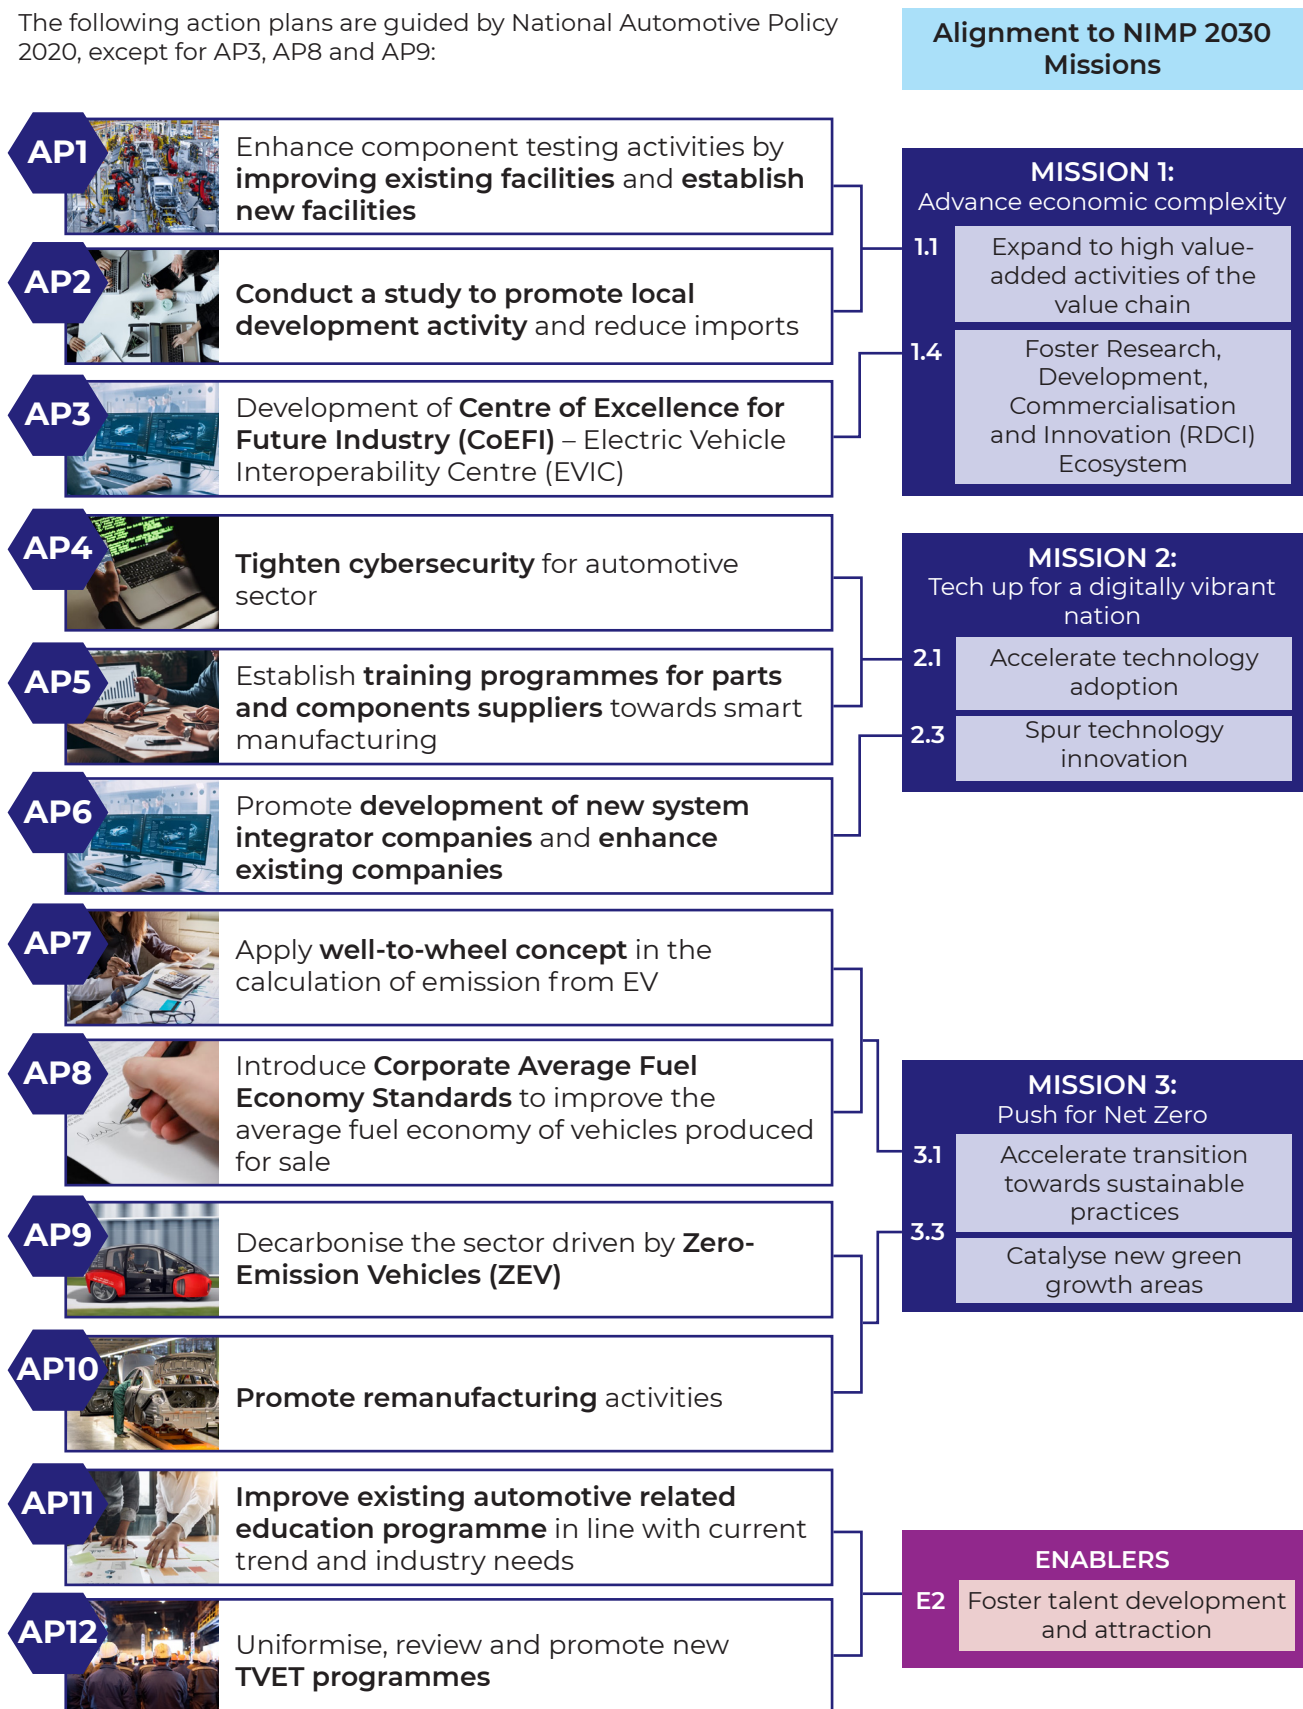 The following action plans are guided by National Automotive Policy
2020, except for AP3, AP8 and AP9:
Alignment to NIMP 2030
Missions
AP1
Enhance component testing activities by
improving existing facilities and establish
new facilities
AP2
Conduct a study to promote local
development activity and reduce imports
AP3
Development of Centre of Excellence for
Future Industry (CoEFI) – Electric Vehicle
Interoperability Centre (EVIC)
MISSION 1:
Advance economic complexity
1.1
Expand to high value-
added activities of the
value chain
1.4
Foster Research,
Development,
Commercialisation
and Innovation (RDCI)
Ecosystem
AP4
Tighten cybersecurity for automotive
sector
AP5
Establish training programmes for parts
and components suppliers towards smart
manufacturing
AP6
Promote development of new system
integrator companies and enhance
existing companies
MISSION 2:
Tech up for a digitally vibrant
nation
2.1
Accelerate technology
adoption
2.3
Spur technology
innovation
AP7
Apply well-to-wheel concept in the
calculation of emission from EV
AP8
Introduce Corporate Average Fuel
Economy Standards to improve the
average fuel economy of vehicles produced
for sale
AP9
Decarbonise the sector driven by Zero-
Emission Vehicles (ZEV)
AP10
Promote remanufacturing activities
MISSION 3:
Push for Net Zero
3.1
Accelerate transition
towards sustainable
practices
3.3
Catalyse new green
growth areas
AP11
Improve existing automotive related
education programme in line with current
trend and industry needs
AP12
Uniformise, review and promote new
TVET programmes
ENABLERS
E2
Foster talent development
and attraction